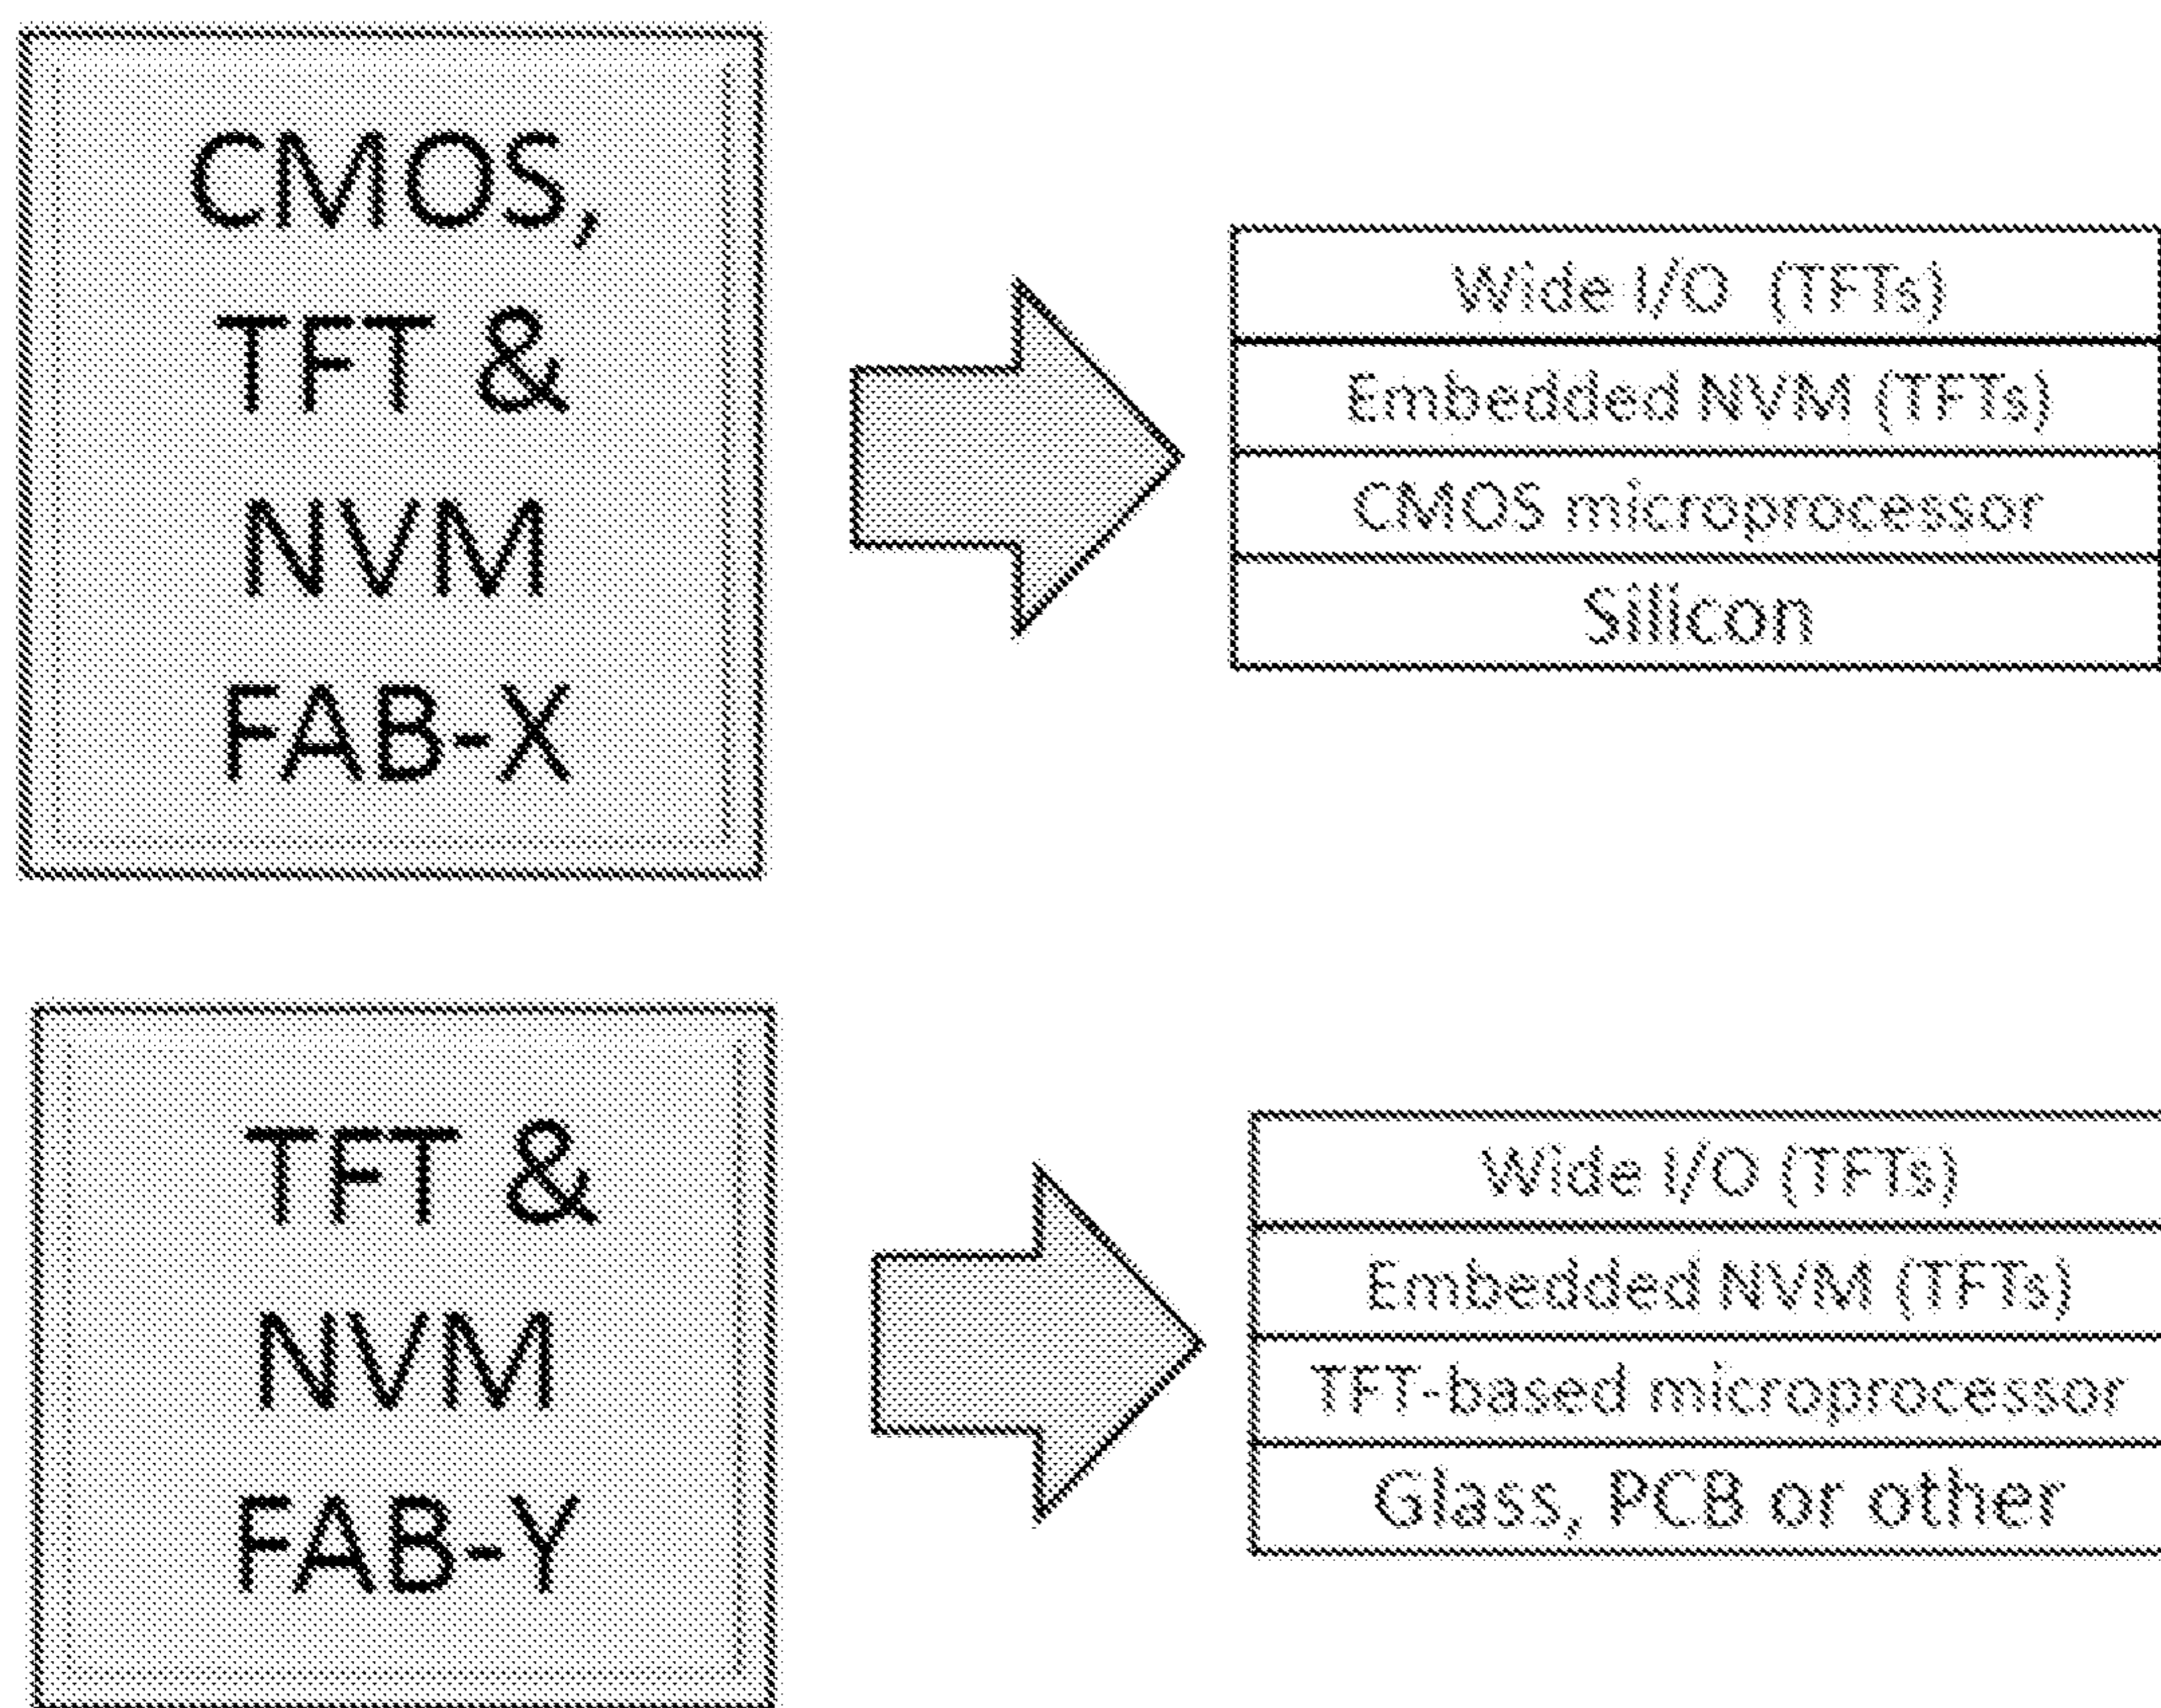 CMOS,
TFT &
NVM
FAB-X
Wide I/O (TFTs)
Embedded NVM (TFTs)
CMOS microprocessor
Silicon
TFT &
NVM
FAB-Y
Wide I/O (TFTs)
Embedded NVM (TFTs)
TFT-based microprocessor
Glass, PCB or other